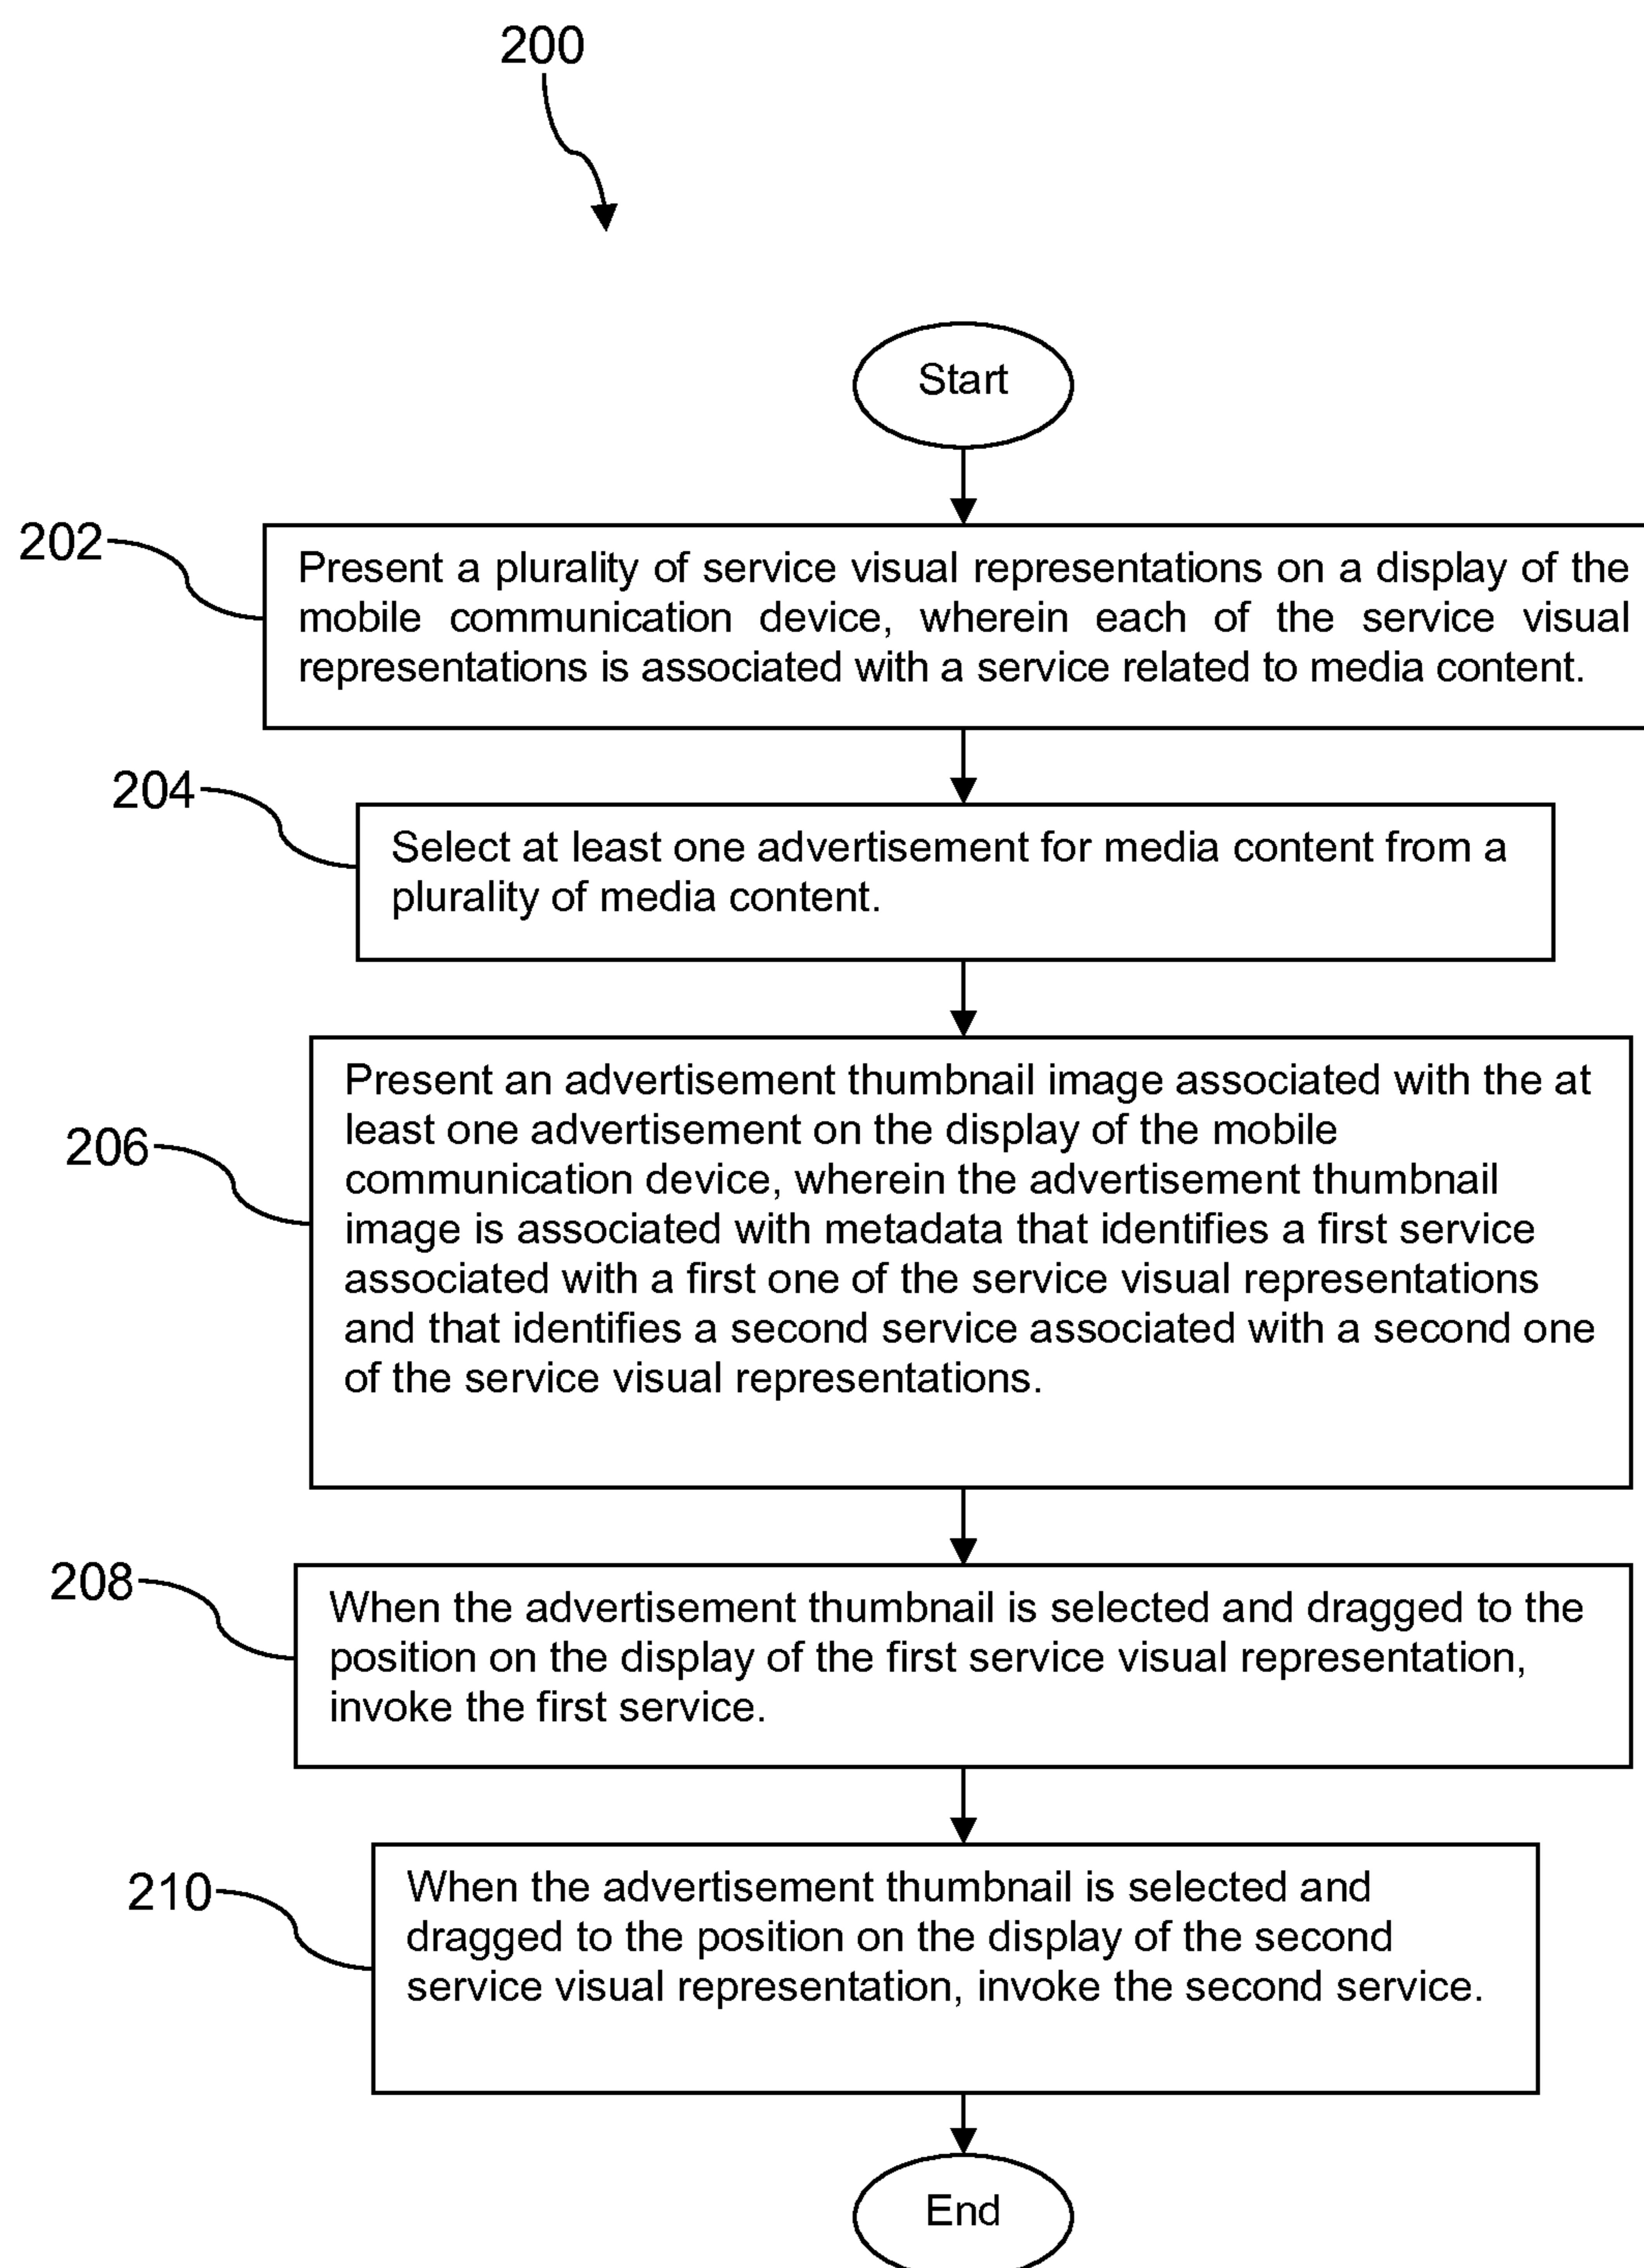 200
Start
202
Present a plurality of service visual representations on a display of the
mobile communication device, wherein each of the service visual
representations is associated with a service related to media content.
204
Select at least one advertisement for media content from a
plurality of media content.
206
Present an advertisement thumbnail image associated with the at
least one advertisement on the display of the mobile
communication device, wherein the advertisement thumbnail
image is associated with metadata that identifies a first service
associated with a first one of the service visual representations
and that identifies a second service associated with a second one
of the service visual representations.
208
When the advertisement thumbnail is selected and dragged to the
position on the display of the first service visual representation,
invoke the first service.
210
When the advertisement thumbnail is selected and
dragged to the position on the display of the second
service visual representation, invoke the second service.
End